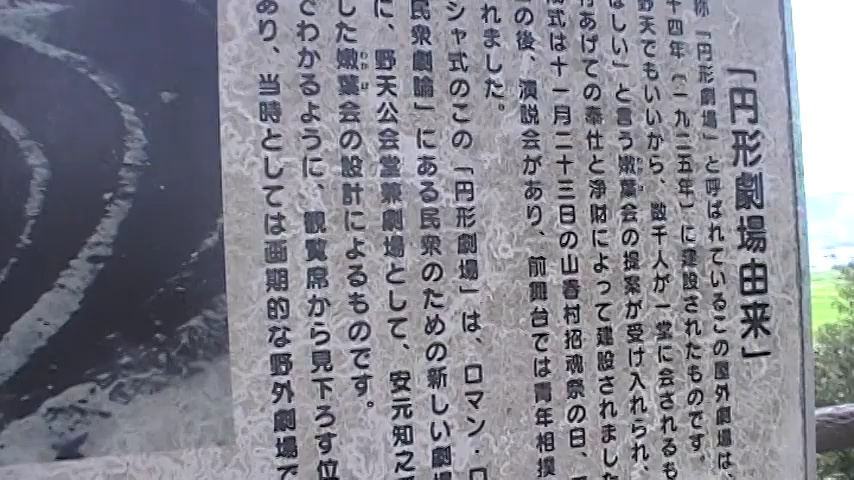 「円形劇場由来」
称「円形劇場」と呼ばれているこの屋外劇場は、
十四年(一九二五年)に建設されたものです。
野天でもいいから、数千人が一堂に会されるも
ほしい」と言う嫩葉会の提案が受け入れられ、
あげての奉仕と浄財によって建設されました
式は十一月二十三日の山春村招魂祭の日、
の後、演説会があり、前舞台では青年相撲
れました。
シャ式のこの「円形劇場」は、ロマン・ロ
民衆劇論」にある民衆のための新しい劇場
に、野天公会堂兼劇場として、安元知之
した嫩葉会の設計によるものです。
でわかるように、観覧席から見下ろす位
あり、当時としては画期的な野外劇場で